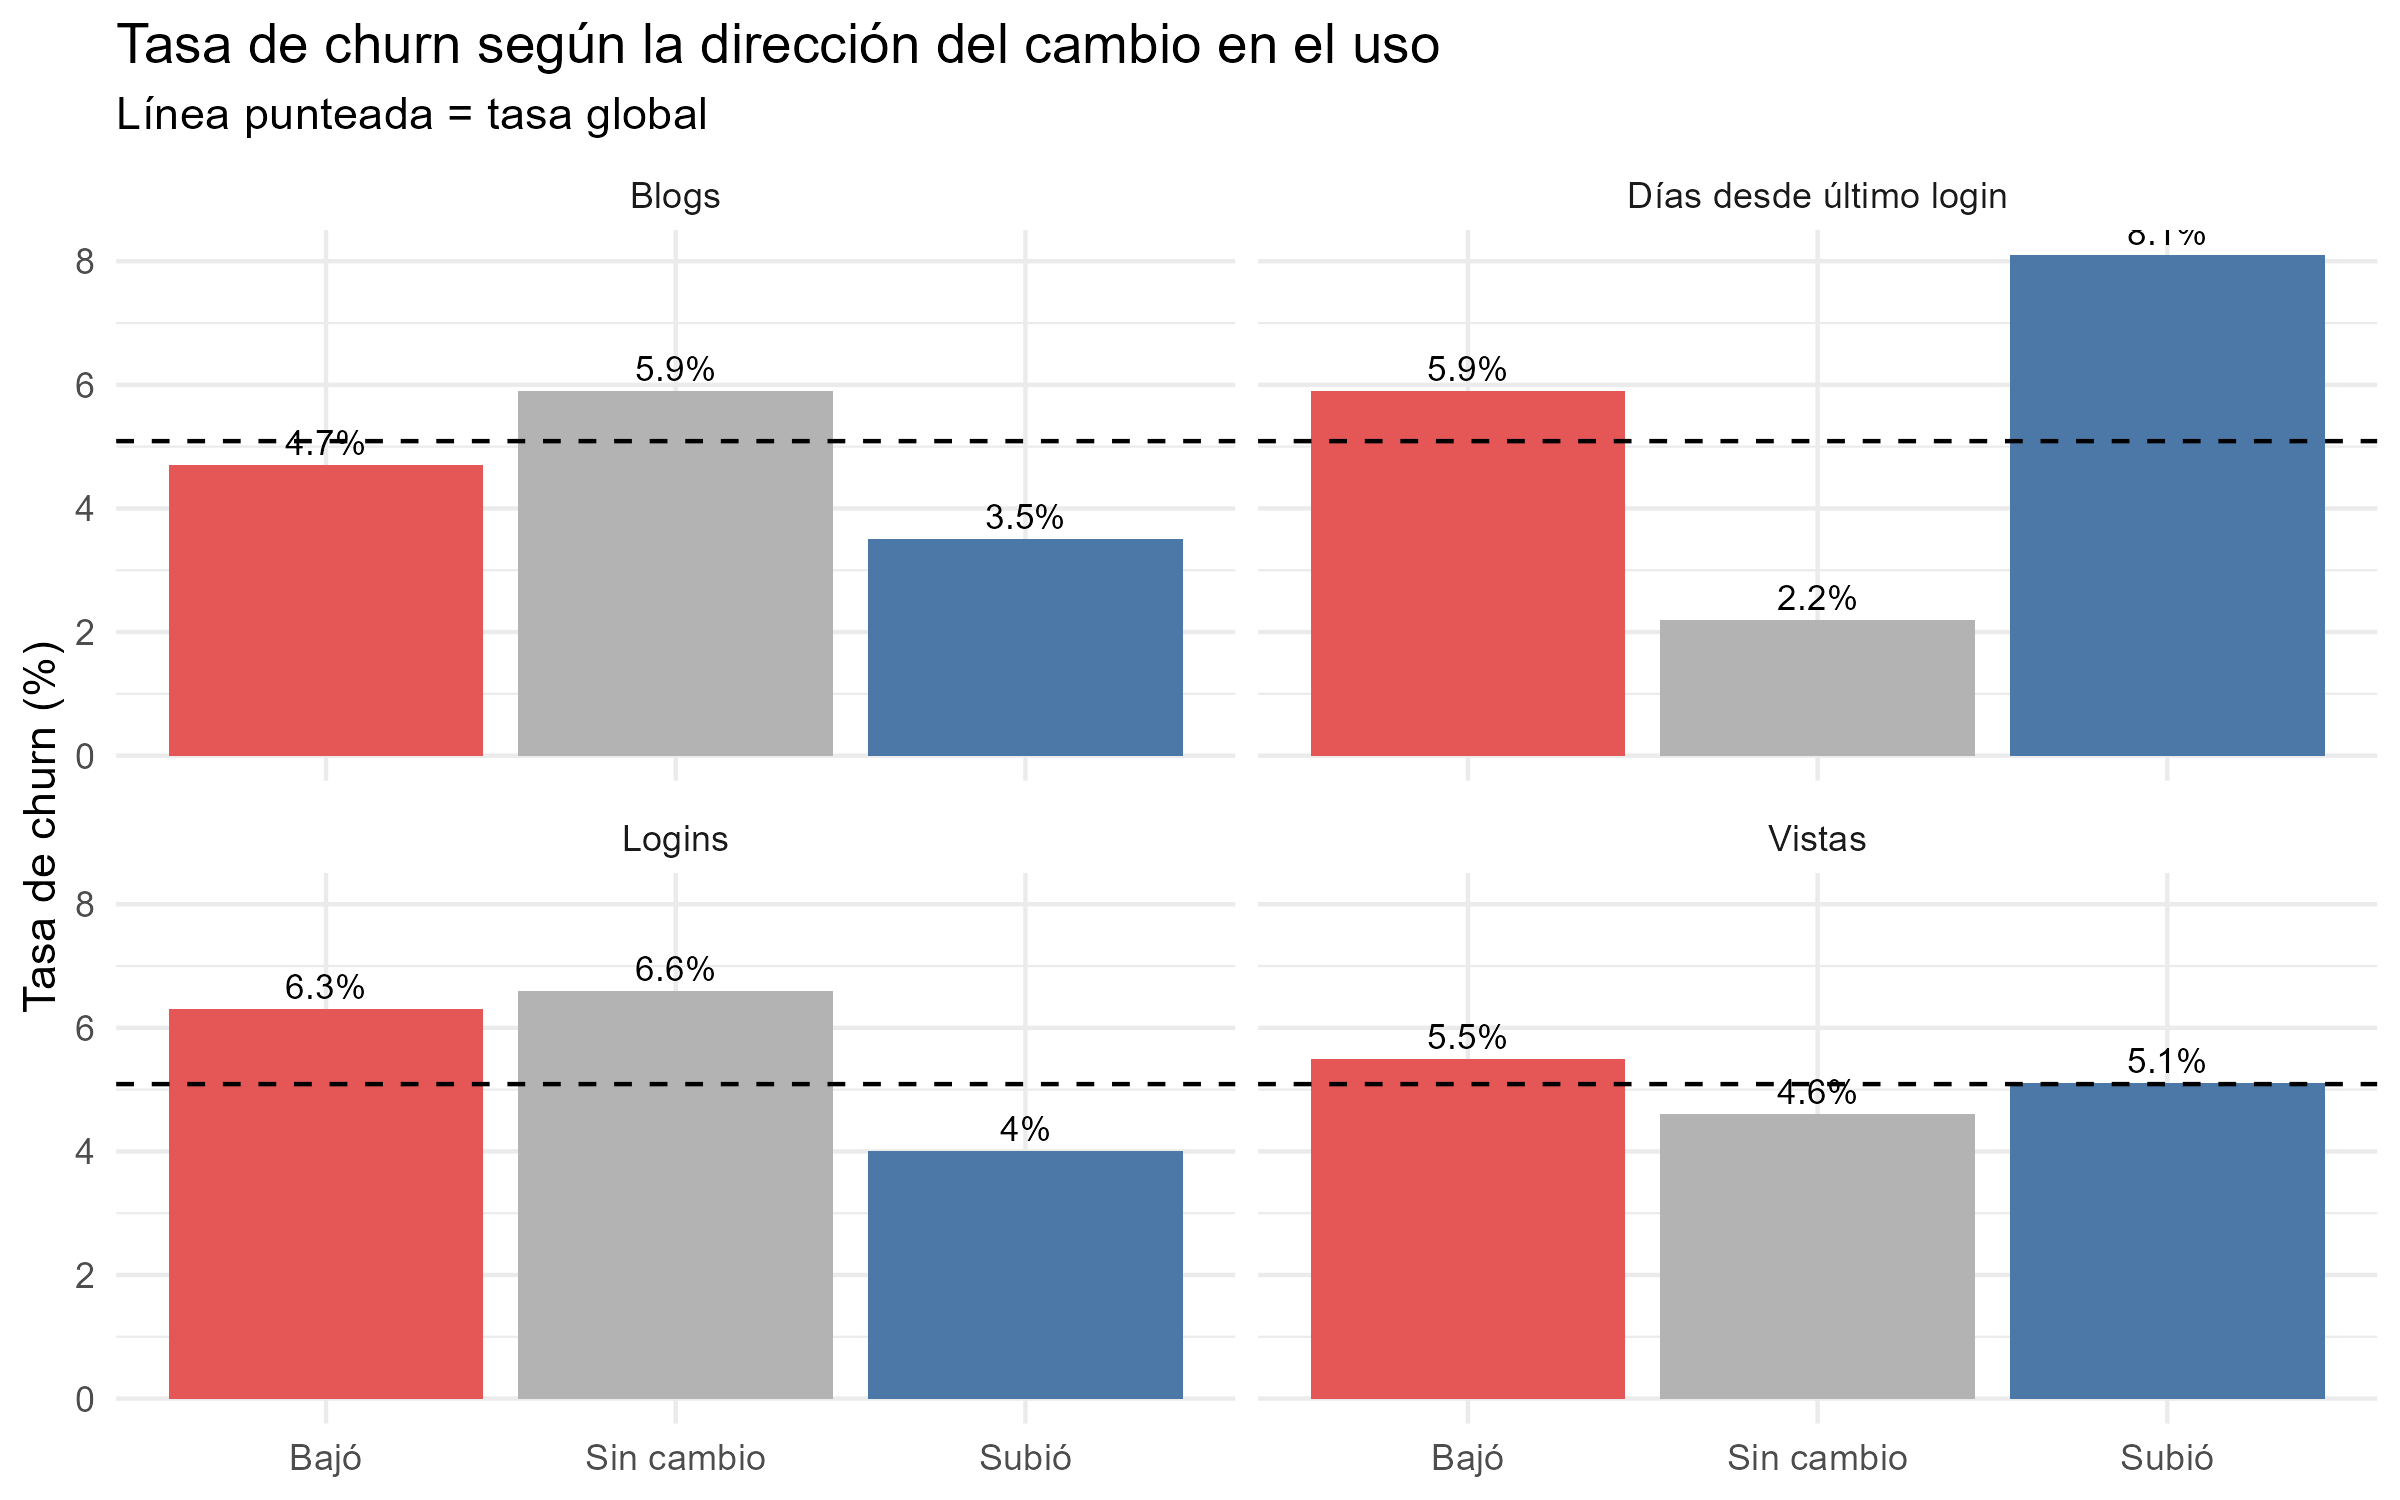 Tasa de churn según la dirección del cambio en el uso
Línea punteada = tasa global
Tasa de churn (%)
Blogs
8
6
4
2
0
4.7%
5.9%
3.5%
Días desde último login
5.9%
2.2%
8.1%
Logins
8
6
4
2
0
6.3%
6.6%
4%
Vistas
5.5%
4.6%
5.1%
Bajó Sin cambio Subió
Bajó Sin cambio Subió